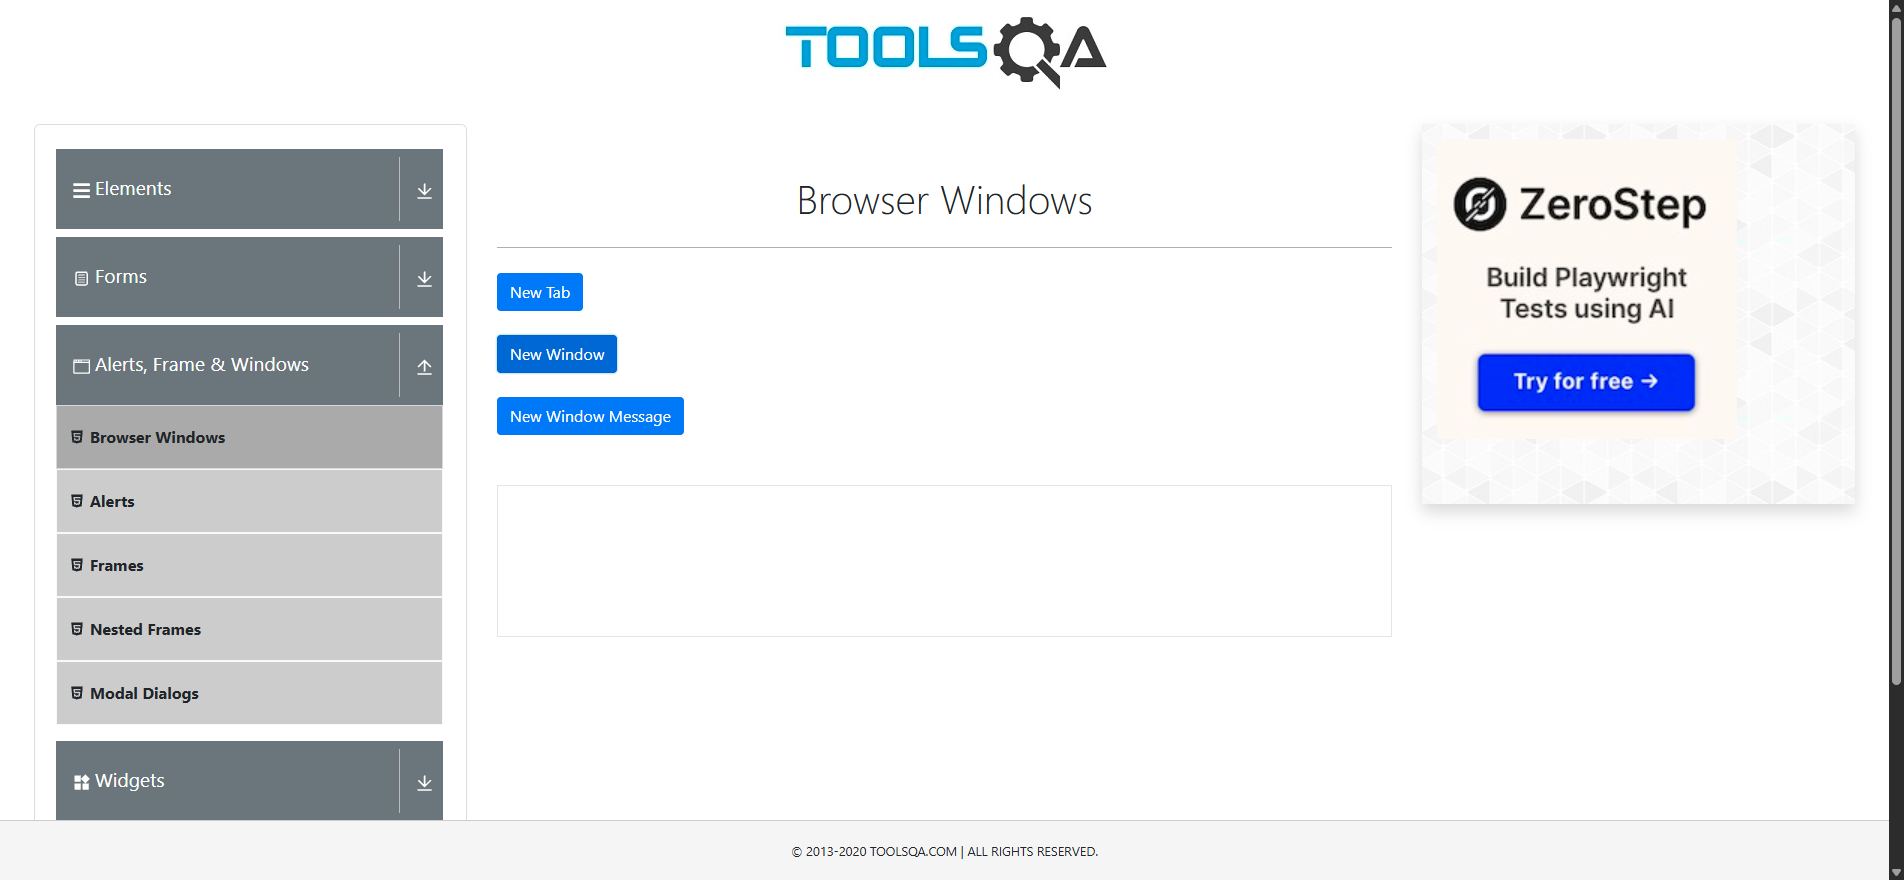 TOOLSQA
Elements
Forms
Alerts, Frame & Windows
Browser Windows
Alerts
Frames
Nested Frames
Modal Dialogs
Widgets
Browser Windows
New Tab
New Window
New Window Message
ZeroStep
Build Playwright
Tests using AI
Try for free →
© 2013-2020 TOOLSQA.COM | ALL RIGHTS RESERVED.